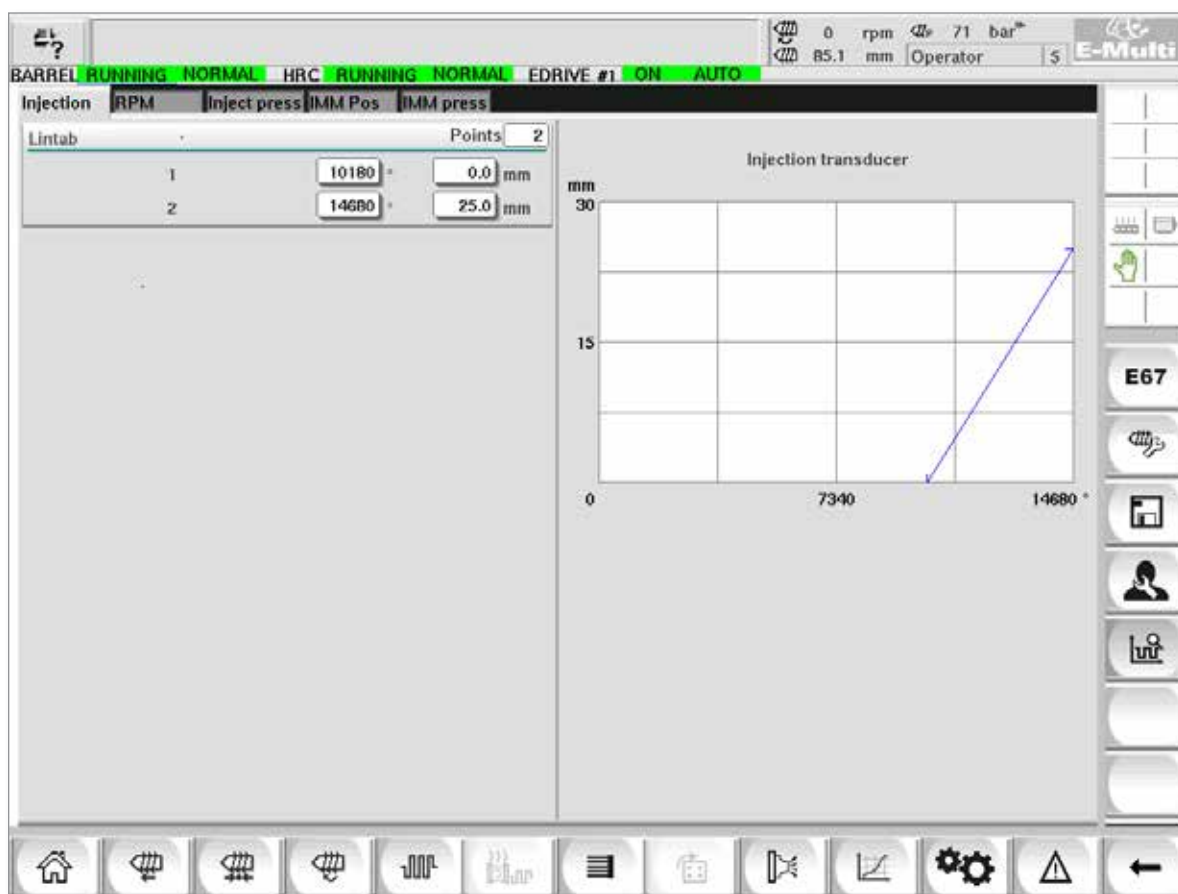 0 rpm 71 bar
85.1 mm Operator 5
E-Multi
BARREL RUNNING NORMAL HRC RUNNING NORMAL EDRIVE #1 ON AUTO
Injection RPM Inject press IMM Pos IMM press
Lintab Points 2
1 10180 ° 0.0 mm
2 14680 ° 25.0 mm
Injection transducer
mm
30
15
0 7340 14680 °
E67